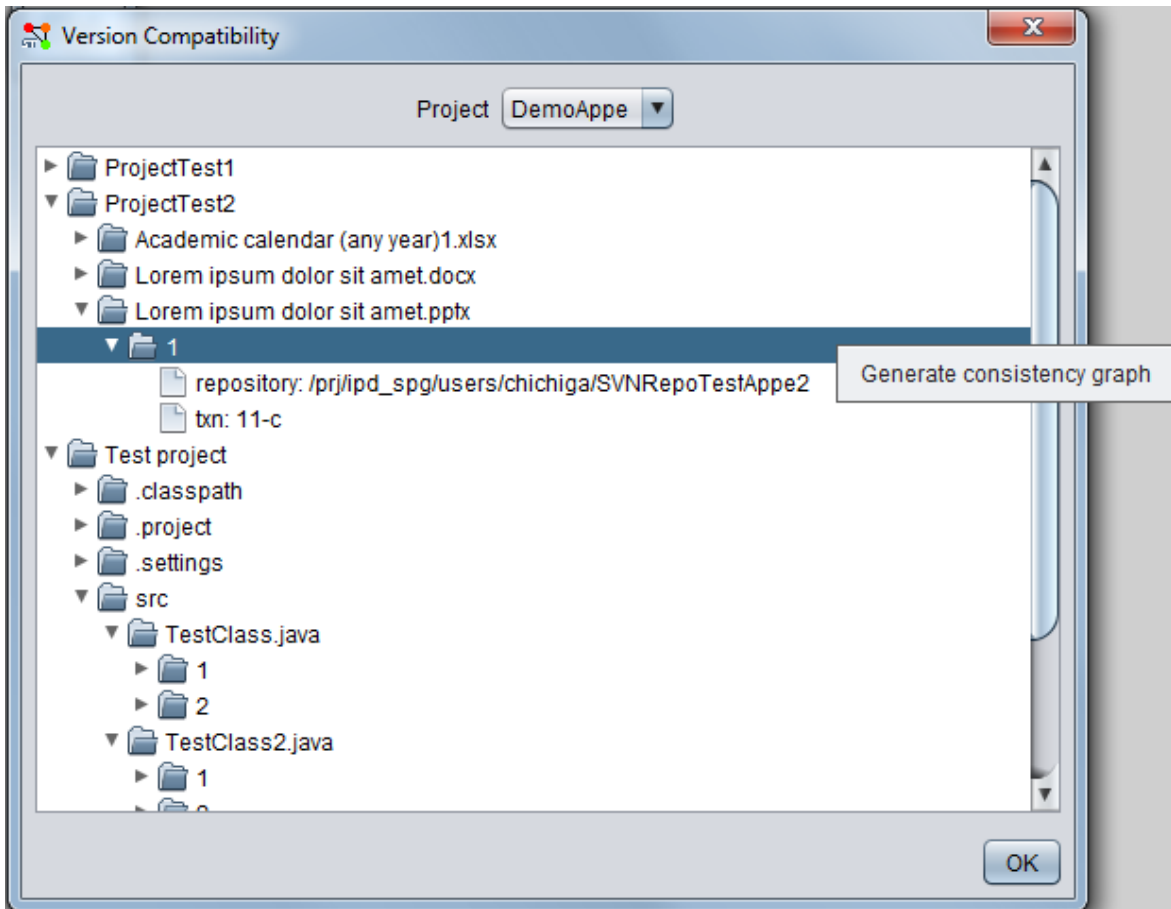 Version Compatibility
Project DemoAppe
ProjectTest1
ProjectTest2
Academic calendar (any year)1.xlsx
Lorem ipsum dolor sit amet.docx
Lorem ipsum dolor sit amet.pptx
1
Generate consistency graph
repository: /prj/ipd_spg/users/chichiga/SVNRepoTestAppe2
txn: 11-c
Test project
.classpath
.project
.settings
src
TestClass.java
1
2
TestClass2.java
1
OK